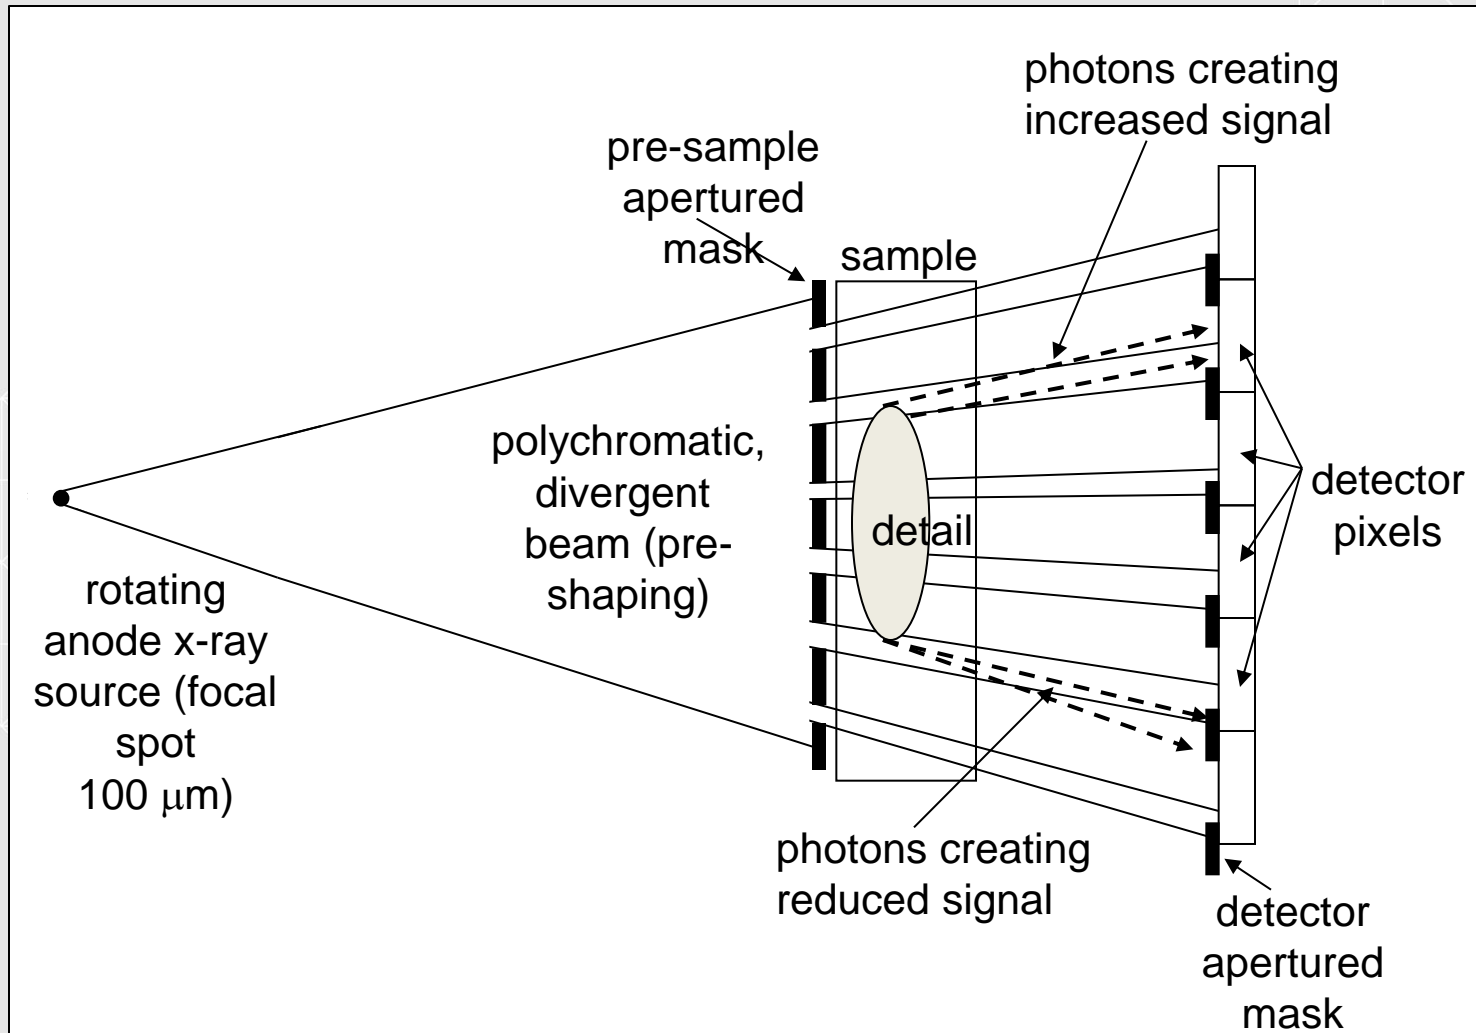 photons creating
increased signal
pre-sample
apertured
mask
sample
polychromatic,
divergent
beam (pre-
shaping)
detail
detector
pixels
rotating
anode x-ray
source (focal
spot
100 μm)
photons creating
reduced signal
detector
apertured
mask